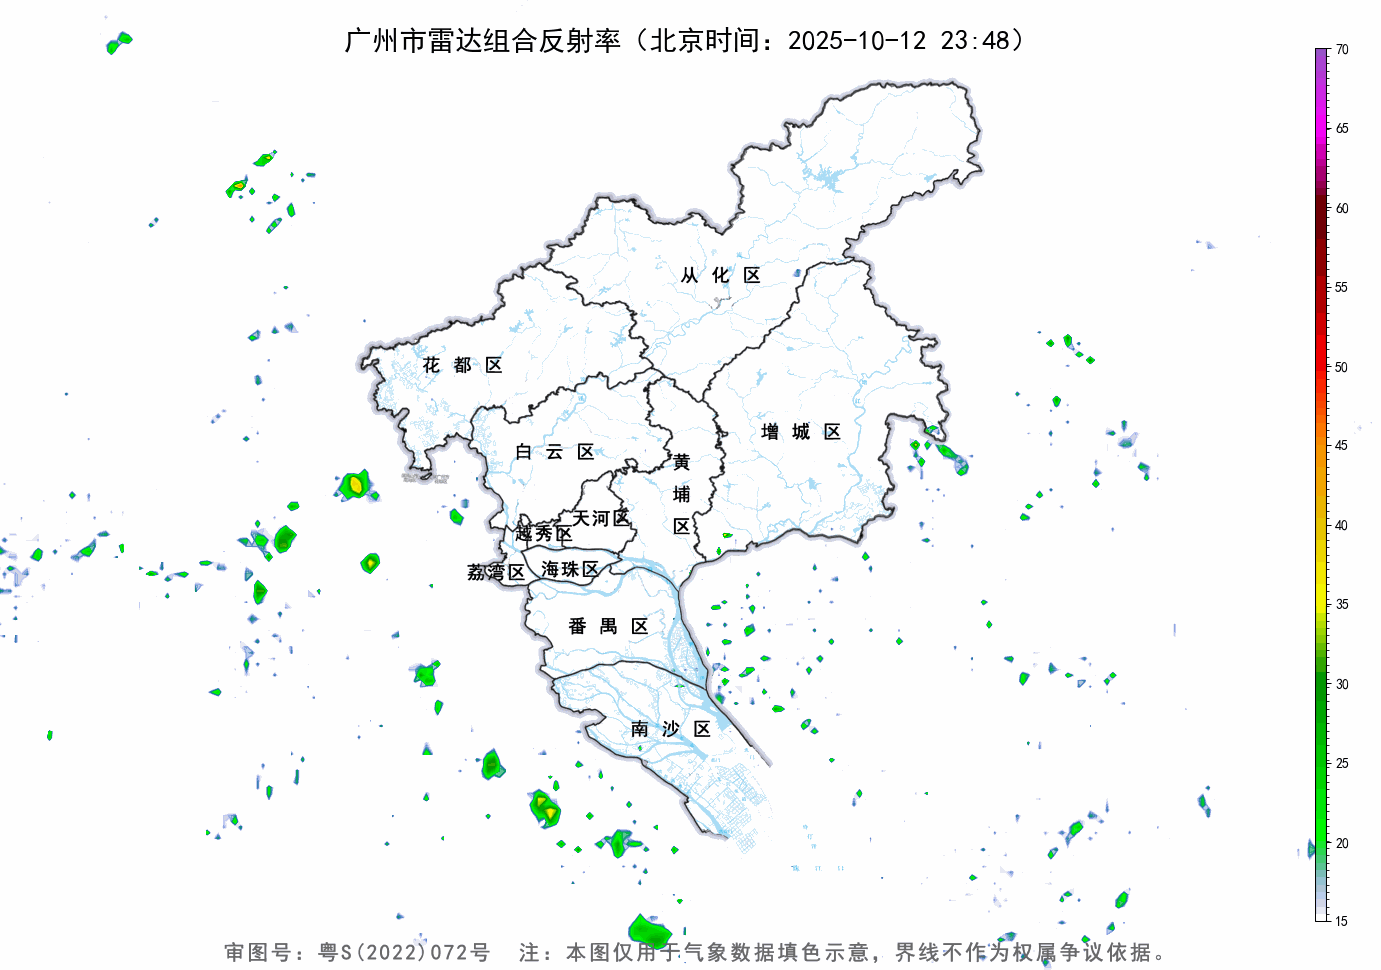 广州市雷达组合反射率（北京时间：2025-10-12 23:48）
70
65
60
55
50
45
40
35
30
25
20
15
从化区
花都区
增城区
白云区
黄埔区
天河区
越秀区
海珠区
荔湾区
番禺区
南沙区
审图号：粤S(2022)072号 注：本图仅用于气象数据填色示意，界线不作为权属争议依据。